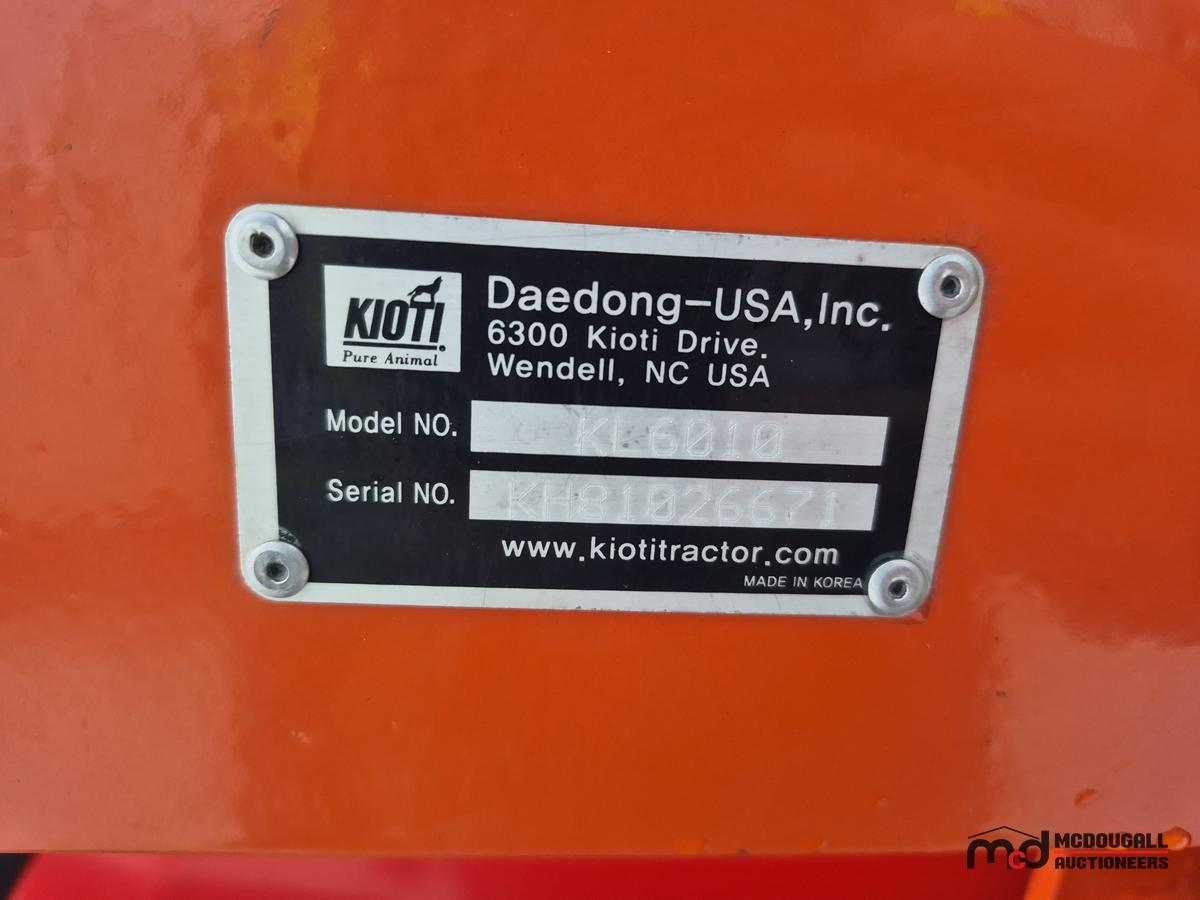 KIOTI
Pure Animal
Daedong-USA,Inc.
6300 Kioti Drive.
Wendell, NC USA
Model NO. KL6010
Serial NO. KH81026671
www.kiotitractor.com
MADE IN KOREA
mcd MCDOUGALL
AUCTIONEERS